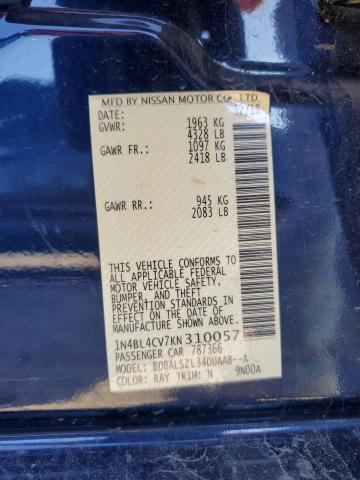 MFD BY NISSAN MOTOR CO., LTD.
DATE: 12/18
GVWR: 1963 KG
4328 LB
GAWR FR.: 1097 KG
2418 LB
GAWR RR.: 945 KG
2083 LB
THIS VEHICLE CONFORMS TO
ALL APPLICABLE FEDERAL
MOTOR VEHICLE SAFETY,
BUMPER, AND THEFT
PREVENTION STANDARDS IN
EFFECT ON THE DATE OF
MANUFACTURE SHOWN ABOVE.
1N4BL4CV7KN310057
PASSENGER CAR 787366
MODEL: BDBALSZL34DUAAB--A
COLOR: RAY TRIM: N 9N00A